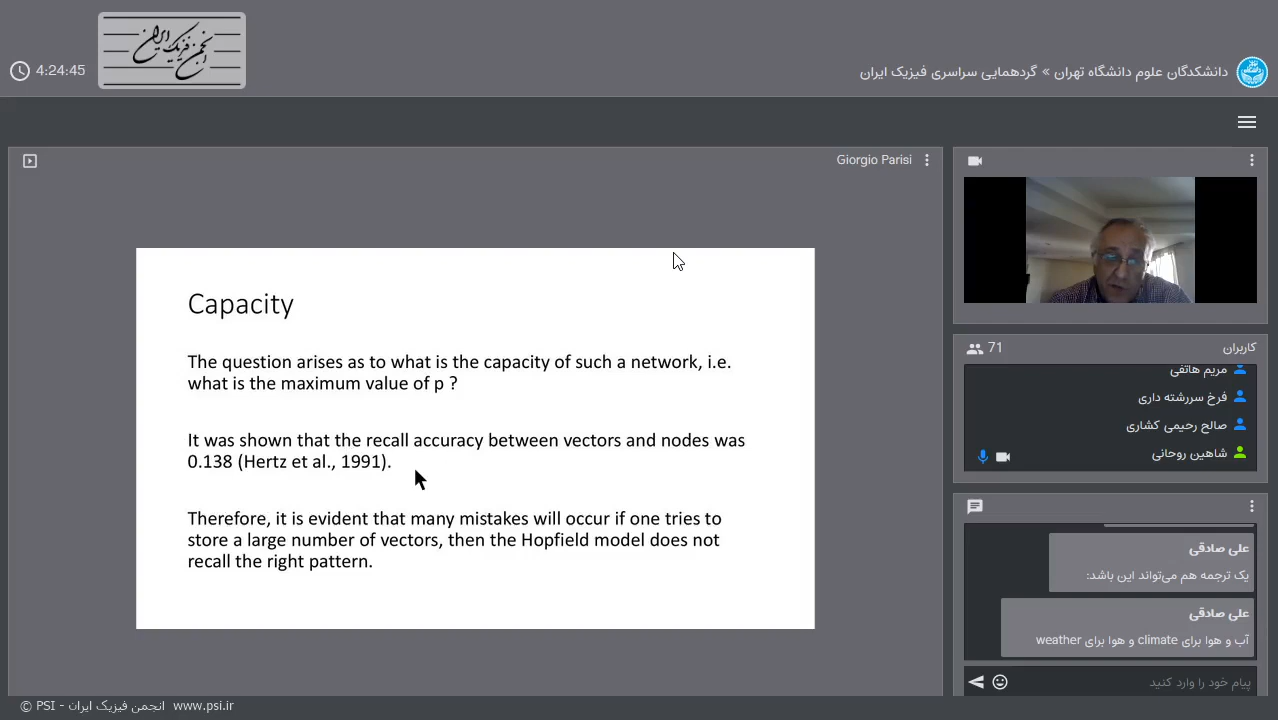 4:24:45
انجمن فیزیک ایران
دانشکدگان علوم دانشگاه تهران » گردهمایی سراسری فیزیک ایران
Giorgio Parisi
Capacity
The question arises as to what is the capacity of such a network, i.e.
what is the maximum value of p ?
It was shown that the recall accuracy between vectors and nodes was
0.138 (Hertz et al., 1991).
Therefore, it is evident that many mistakes will occur if one tries to
store a large number of vectors, then the Hopfield model does not
recall the right pattern.
71
کاربران
مریم هاتفی
فرخ سررشته داری
صالح رحیمی کشاری
شاهین روحانی
علی صادقی
یک ترجمه هم می‌تواند این باشد:
علی صادقی
آب و هوا برای climate و هوا برای weather
پیام خود را وارد کنید
© PSI - انجمن فیزیک ایران www.psi.ir